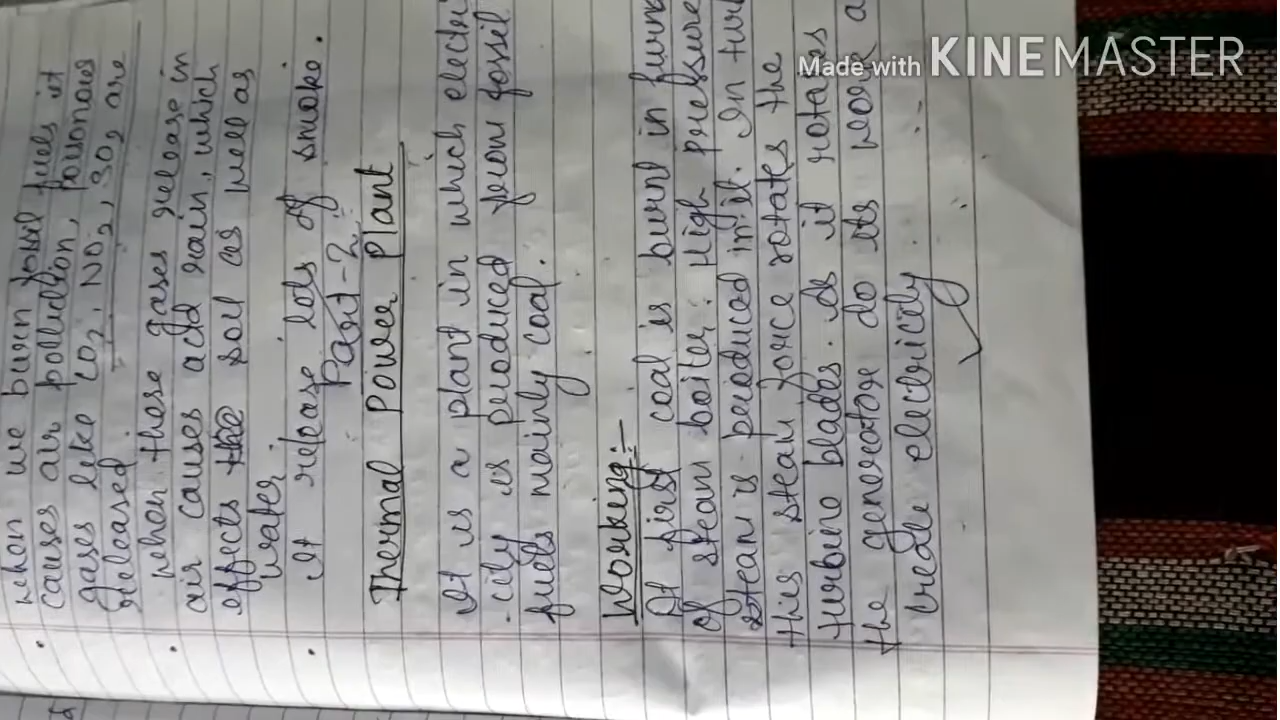 when we burn fossil fuels it
causes air pollution, poisonous
gases like CO2, NO2, SO2 are
released.
when these gases release in
air causes acid rain, which
effects the soil as well as
water
It release lots of smoke.
Part-2
Thermal Power Plant
It is a plant in which electri
-city is produced from fossil
fuels mainly coal.
Working:-
At first coal is burnd in furn
of steam boiler. High pressure
steam is produced in it. In tur
this steam force rotates the
turbine blades. As it rotates
the generator do its work a
create electricity
Made with KINEMASTER